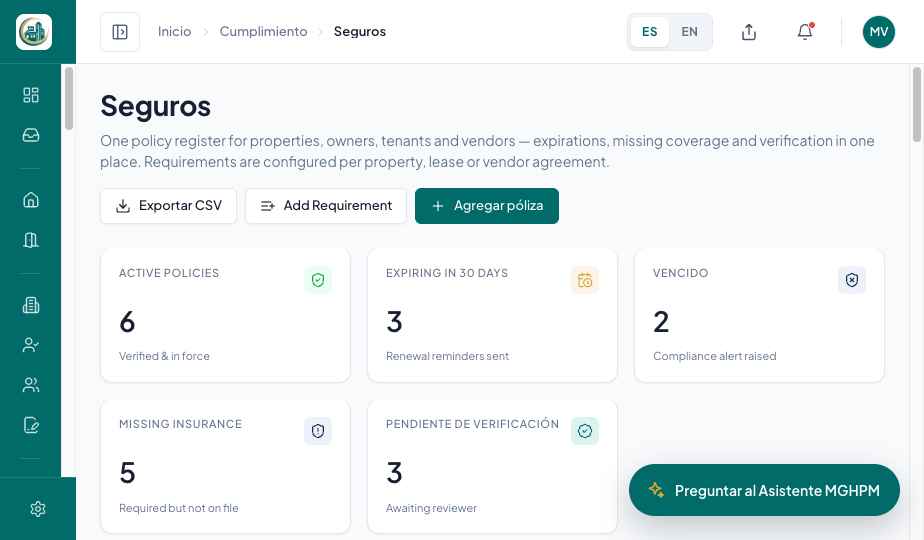 Inicio
Cumplimiento
Seguros
ES
EN
MV
Seguros
One policy register for properties, owners, tenants and vendors — expirations, missing coverage and verification in one
place. Requirements are configured per property, lease or vendor agreement.
Exportar CSV
Add Requirement
Agregar póliza
ACTIVE POLICIES
6
Verified & in force
EXPIRING IN 30 DAYS
3
Renewal reminders sent
VENCIDO
2
Compliance alert raised
MISSING INSURANCE
5
Required but not on file
PENDIENTE DE VERIFICACIÓN
3
Awaiting reviewer
Preguntar al Asistente MGHPM